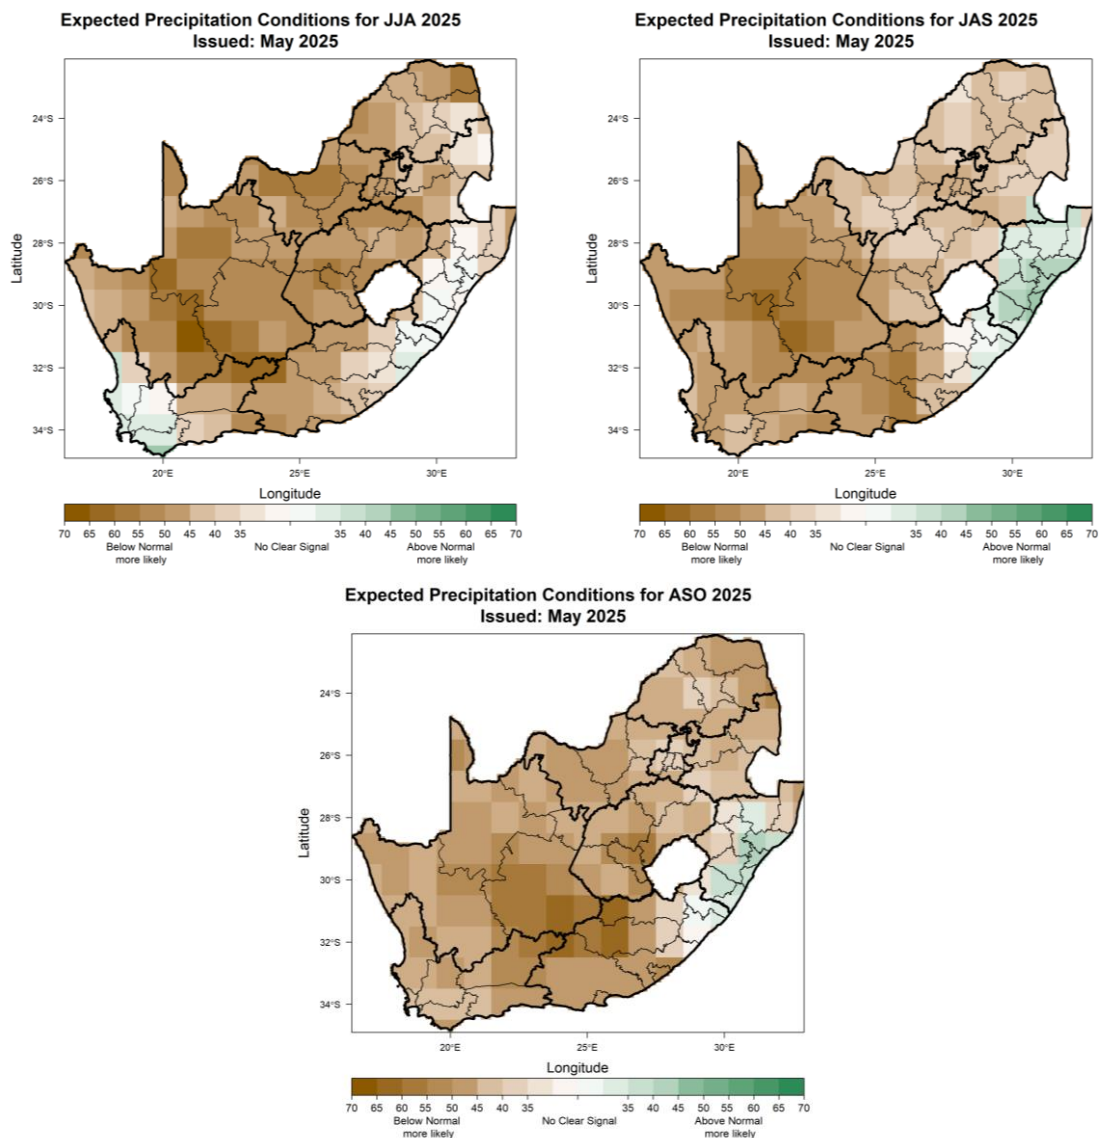 Expected Precipitation Conditions for JJA 2025
Issued: May 2025
24°S
26°S
28°S
30°S
32°S
34°S
Latitude
20°E 25°E 30°E
Longitude
70 65 60 55 50 45 40 35 35 40 45 50 55 60 65 70
Below Normal No Clear Signal Above Normal
more likely more likely
Expected Precipitation Conditions for JAS 2025
Issued: May 2025
24°S
26°S
28°S
30°S
32°S
34°S
Latitude
20°E 25°E 30°E
Longitude
70 65 60 55 50 45 40 35 35 40 45 50 55 60 65 70
Below Normal No Clear Signal Above Normal
more likely more likely
Expected Precipitation Conditions for ASO 2025
Issued: May 2025
24°S
26°S
28°S
30°S
32°S
34°S
Latitude
20°E 25°E 30°E
Longitude
70 65 60 55 50 45 40 35 35 40 45 50 55 60 65 70
Below Normal No Clear Signal Above Normal
more likely more likely